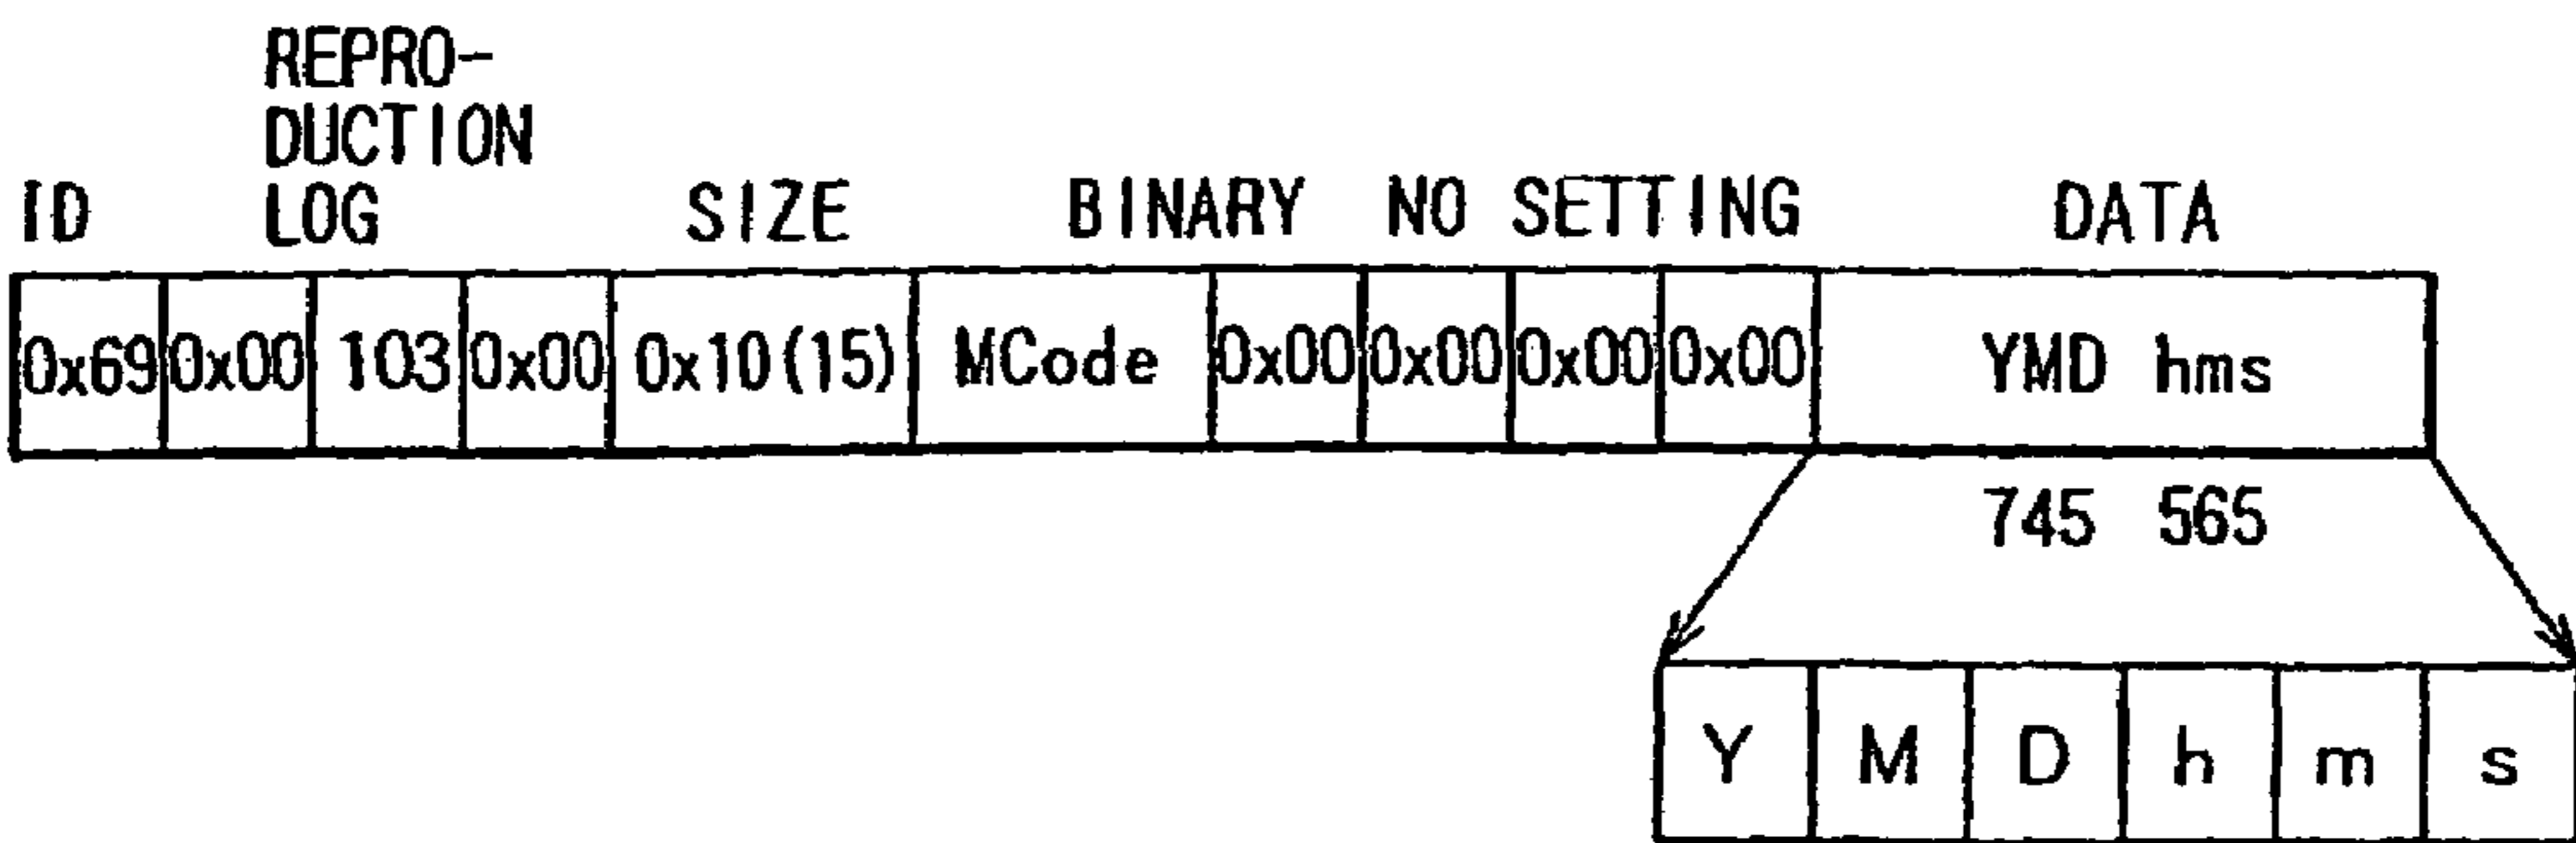 REPRO-
DUCTION
ID LOG SIZE BINARY NO SETTING DATA
0x69 0x00 103 0x00 0x10(15) MCode 0x00 0x00 0x00 0x00 YMD hms
745 565
Y M D h m s